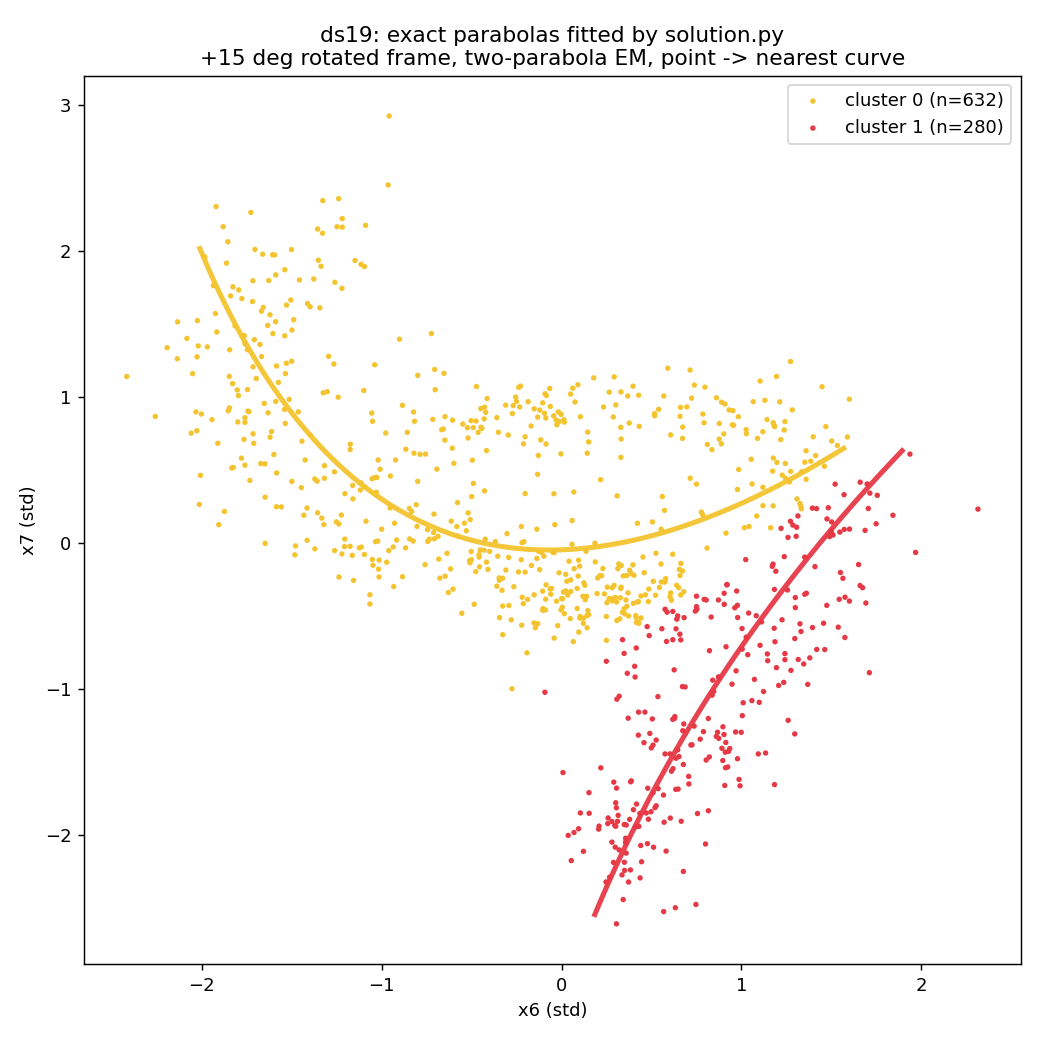 ds19: exact parabolas fitted by solution.py
+15 deg rotated frame, two-parabola EM, point -> nearest curve
cluster 0 (n=632)
cluster 1 (n=280)
3
2
1
0
−1
−2
x7 (std)
−2
−1
0
1
2
x6 (std)